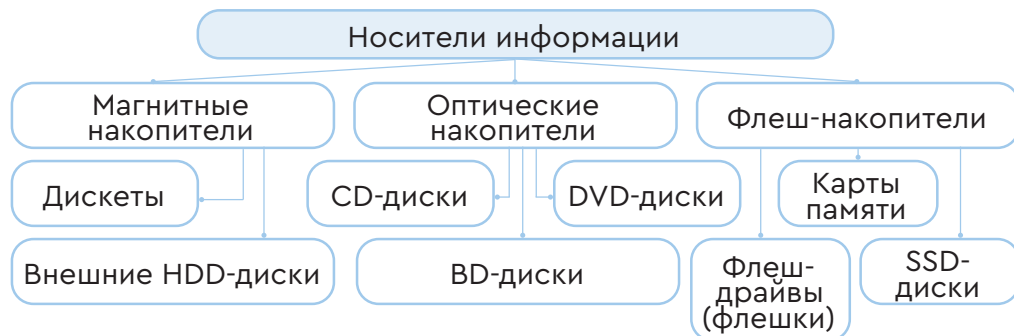 Носители информации
Магнитные
накопители
Оптические
накопители
Флеш-накопители
Дискеты
CD-диски
DVD-диски
Карты
памяти
Внешние HDD-диски
BD-диски
Флеш-
драйвы
(флешки)
SSD-
диски